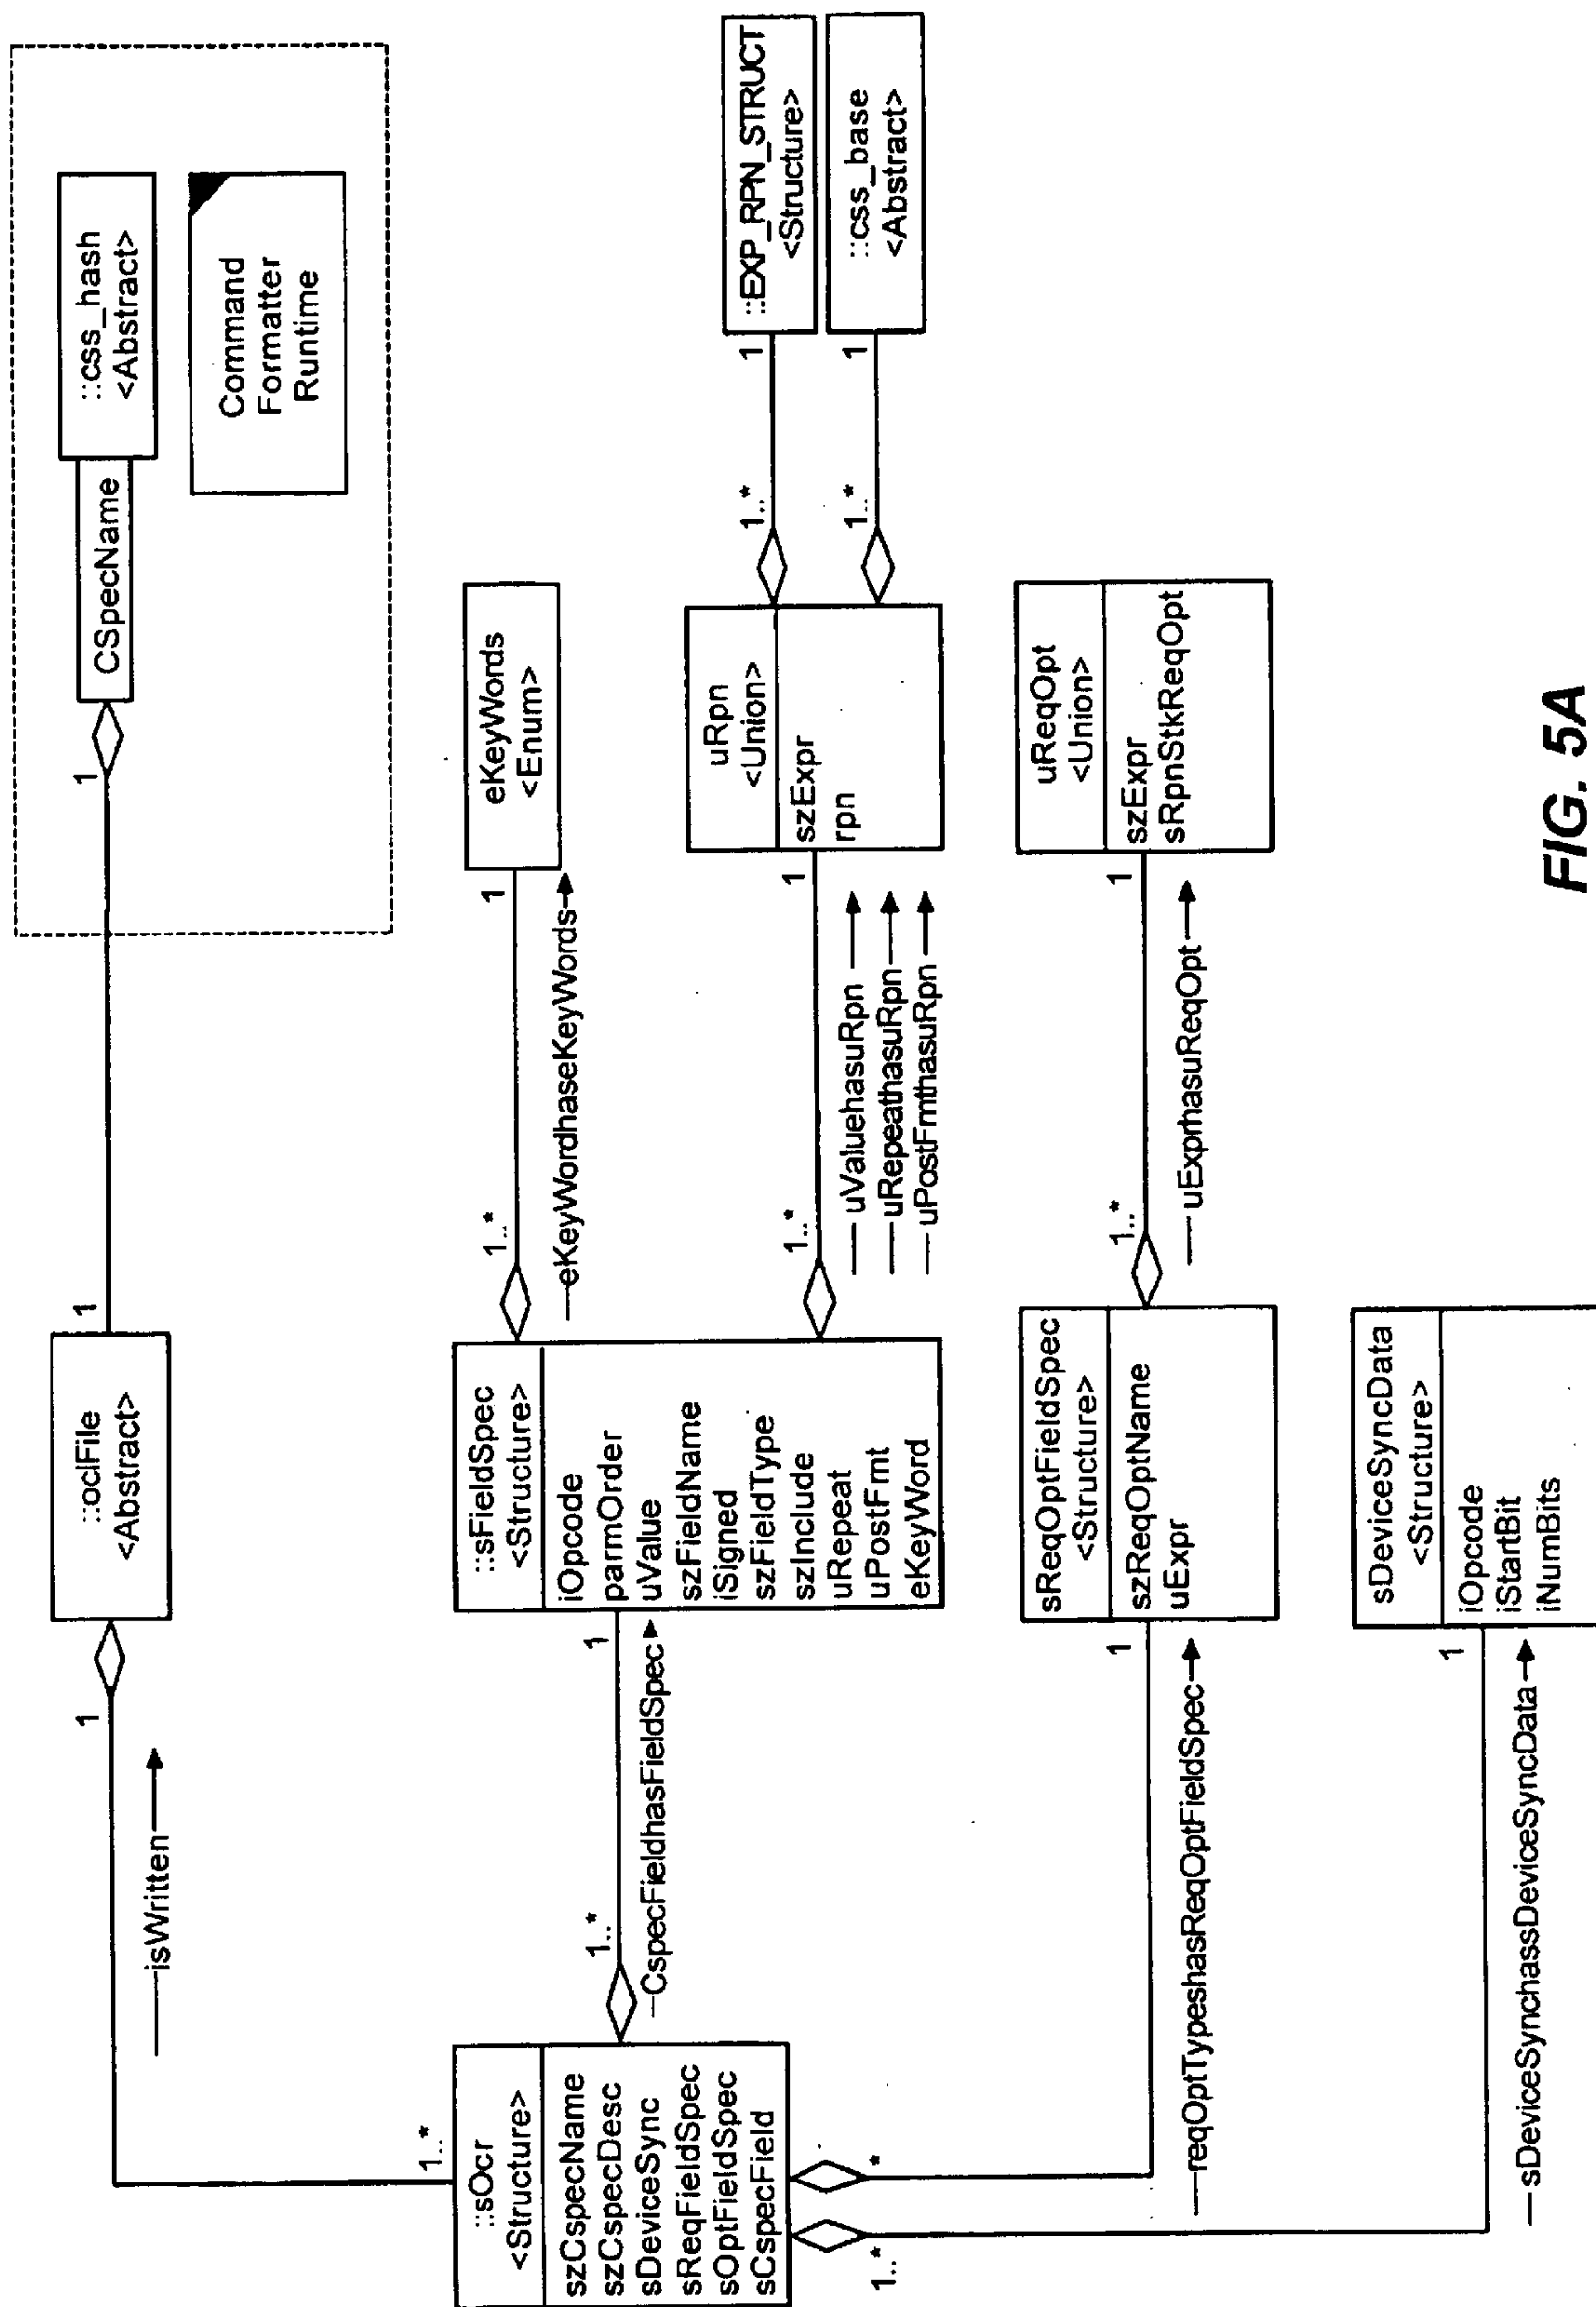 ::css_hash
<Abstract>
CSpecName
Command
Formatter
Runtime
1
1
::oclFile
<Abstract>
1
isWritten
1..*
::sOcr
<Structure>
szCspecName
szCspecDesc
sDeviceSync
sReqFieldSpec
sOptFieldSpec
sCspecField
1..*
CspecFieldhasFieldSpec
1
::sFieldSpec
<Structure>
iOpcode
parmOrder
uValue
szFieldName
iSigned
szFieldType
szInclude
uRepeat
uPostFmt
eKeyWord
1..*
eKeyWordhaseKeyWords
1
eKeyWords
<Enum>
1..*
uValuehasuRpn
uRepeathasuRpn
uPostFmthasuRpn
1
uRpn
<Union>
szExpr
rpn
1..*
1
::EXP_RPN_STRUCT
<Structure>
1..*
1
::css_base
<Abstract>
*
reqOptTypeshasReqOptFieldSpec
1
sReqOptFieldSpec
<Structure>
szReqOptName
uExpr
1..*
uExprhasuReqOpt
1
uReqOpt
<Union>
szExpr
sRpnStkReqOpt
1..*
sDeviceSynchassDeviceSyncData
1
sDeviceSyncData
<Structure>
iOpcode
iStartBit
iNumBits
FIG. 5A